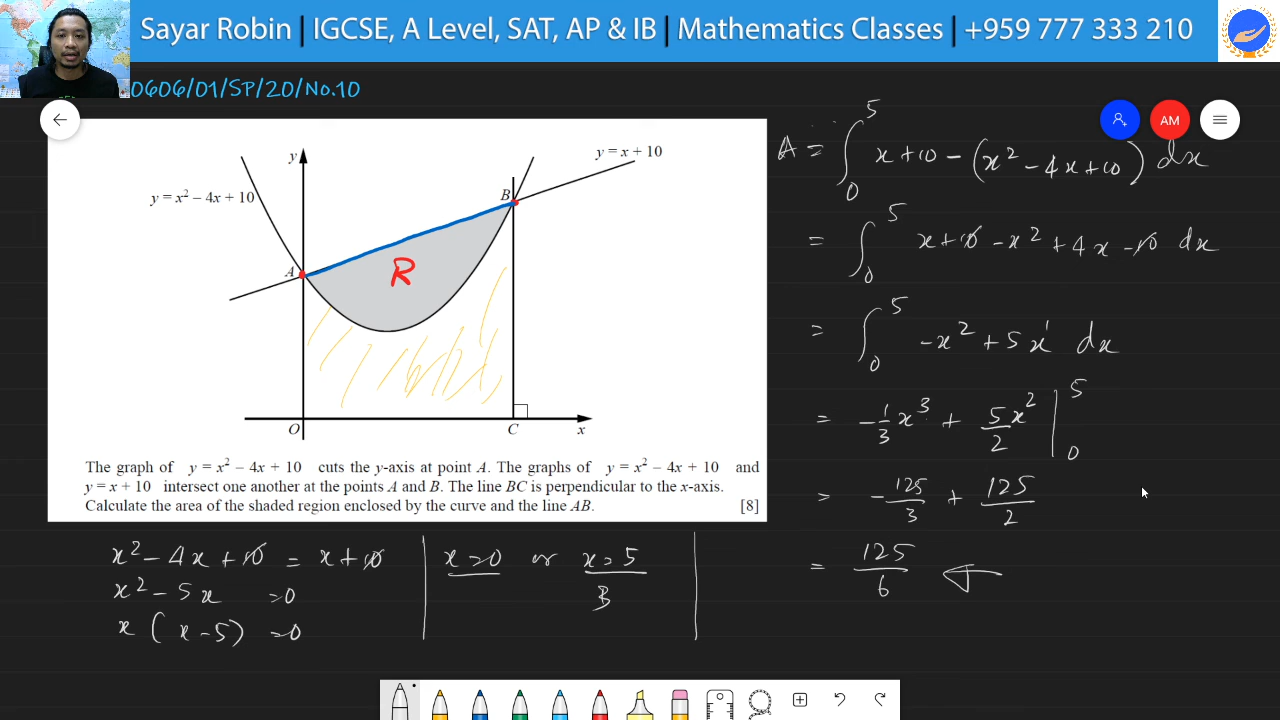 Sayar Robin | IGCSE, A Level, SAT, AP & IB | Mathematics Classes | +959 777 333 210
0606/01/SP/20/No.10
AM
y
y = x + 10
y = x² – 4x + 10
B
A
R
O
C
x
The graph of y = x² – 4x + 10 cuts the y-axis at point A. The graphs of y = x² – 4x + 10 and
y = x + 10 intersect one another at the points A and B. The line BC is perpendicular to the x-axis.
Calculate the area of the shaded region enclosed by the curve and the line AB. [8]
x² - 4x + 10 = x + 10
x² - 5x = 0
x (x - 5) = 0
x = 0 or x = 5
B
A = ∫₀⁵ x + 10 - (x² - 4x + 10) dx
= ∫₀⁵ x + 10 - x² + 4x - 10 dx
= ∫₀⁵ -x² + 5x¹ dx
= -1/3 x³ + 5x²/2 |₀⁵
= -125/3 + 125/2
= 125/6